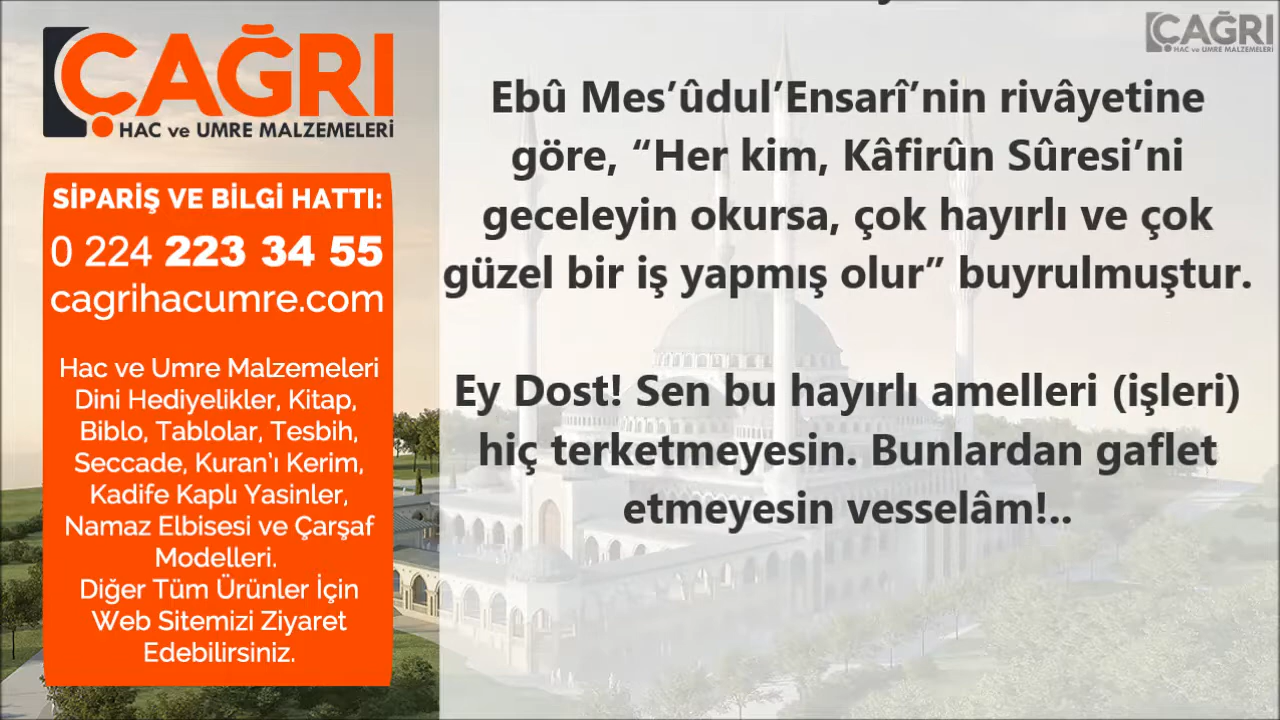 ÇAĞRI
HAC ve UMRE MALZEMELERİ
SİPARİŞ VE BİLGİ HATTI:
0 224 223 34 55
cagrihacumre.com
Hac ve Umre Malzemeleri
Dini Hediyelikler, Kitap,
Biblo, Tablolar, Tesbih,
Seccade, Kuran'ı Kerim,
Kadife Kaplı Yasinler,
Namaz Elbisesi ve Çarşaf
Modelleri.
Diğer Tüm Ürünler İçin
Web Sitemizi Ziyaret
Edebilirsiniz.
ÇAĞRI
HAC ve UMRE MALZEMELERİ
Ebû Mes’ûdul’Ensarî’nin rivâyetine
göre, “Her kim, Kâfirûn Sûresi’ni
geceleyin okursa, çok hayırlı ve çok
güzel bir iş yapmış olur” buyrulmuştur.
Ey Dost! Sen bu hayırlı amelleri (işleri)
hiç terketmeyesin. Bunlardan gaflet
etmeyesin vesselâm!..